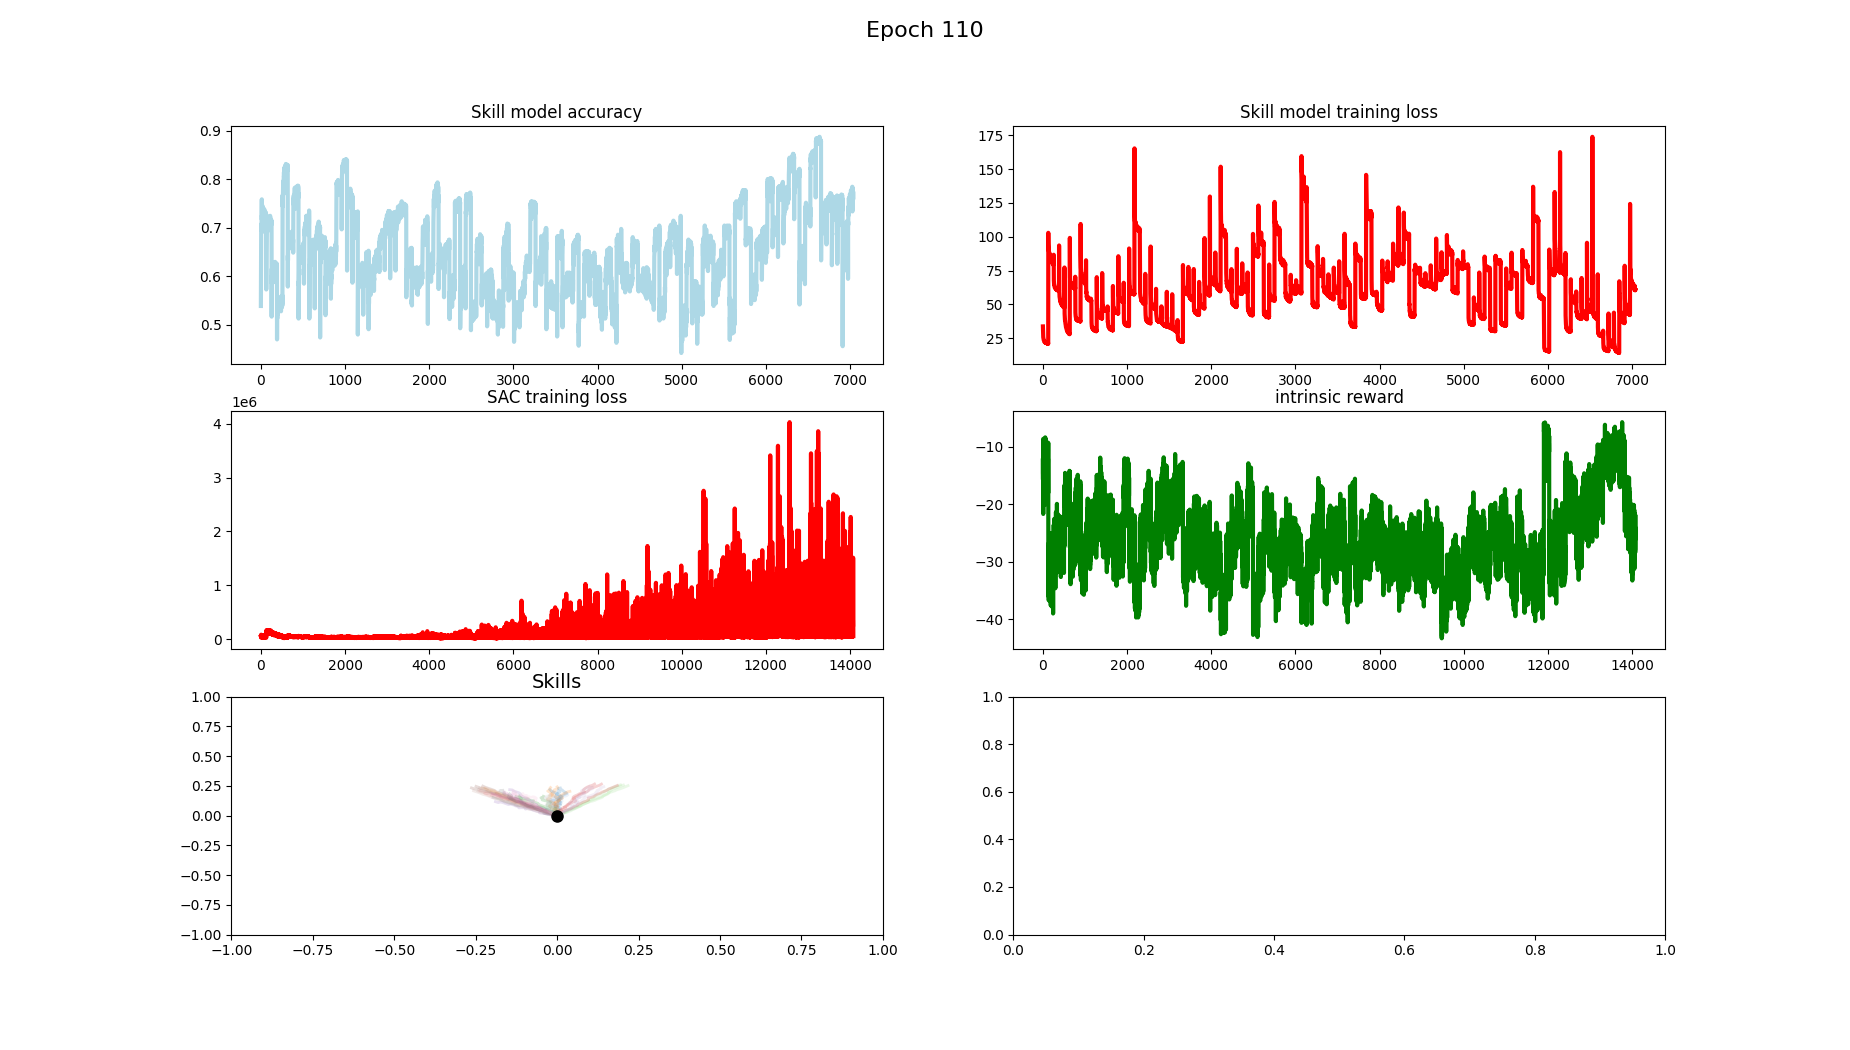 Epoch 110
Skill model accuracy
0.9
0.8
0.7
0.6
0.5
0 1000 2000 3000 4000 5000 6000 7000
Skill model training loss
175
150
125
100
75
50
25
0 1000 2000 3000 4000 5000 6000 7000
SAC training loss
1e6
4
3
2
1
0
0 2000 4000 6000 8000 10000 12000 14000
intrinsic reward
−10
−20
−30
−40
0 2000 4000 6000 8000 10000 12000 14000
Skills
1.00
0.75
0.50
0.25
0.00
−0.25
−0.50
−0.75
−1.00
−1.00 −0.75 −0.50 −0.25 0.00 0.25 0.50 0.75 1.00
1.0
0.8
0.6
0.4
0.2
0.0
0.0 0.2 0.4 0.6 0.8 1.0